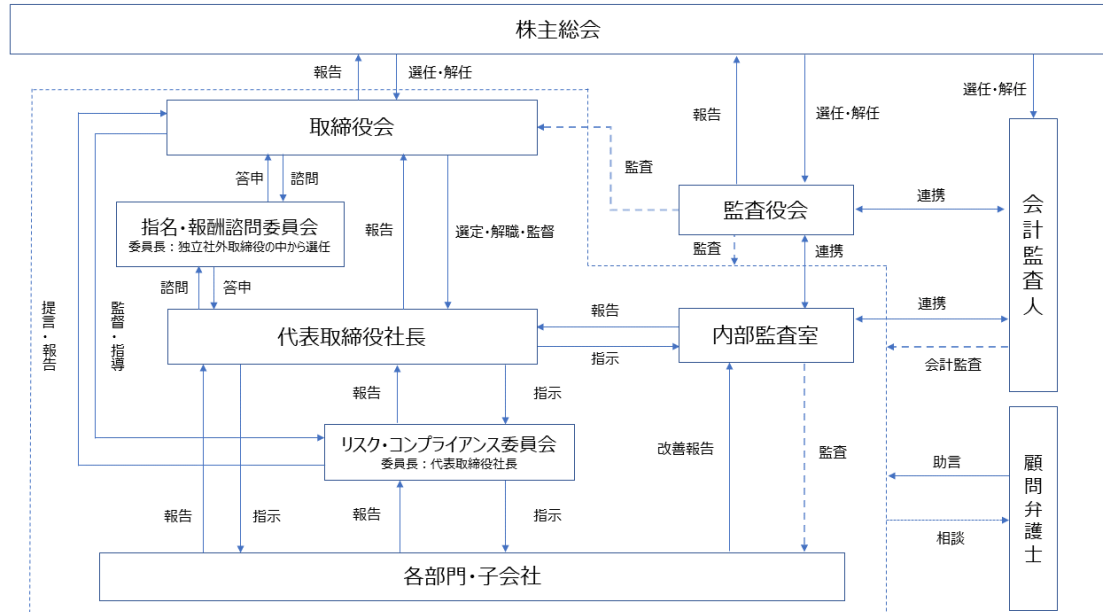 株主総会
報告
選任・解任
報告
選任・解任
選任・解任
取締役会
監査
答申
諮問
指名・報酬諮問委員会
委員長：独立社外取締役の中から選任
報告
選定・解職・監督
監査役会
連携
会計監査人
監査
連携
諮問
答申
提言・報告
監督・指導
代表取締役社長
報告
指示
内部監査室
連携
会計監査
報告
指示
リスク・コンプライアンス委員会
委員長：代表取締役社長
改善報告
監査
助言
顧問弁護士
報告
指示
報告
指示
相談
各部門・子会社